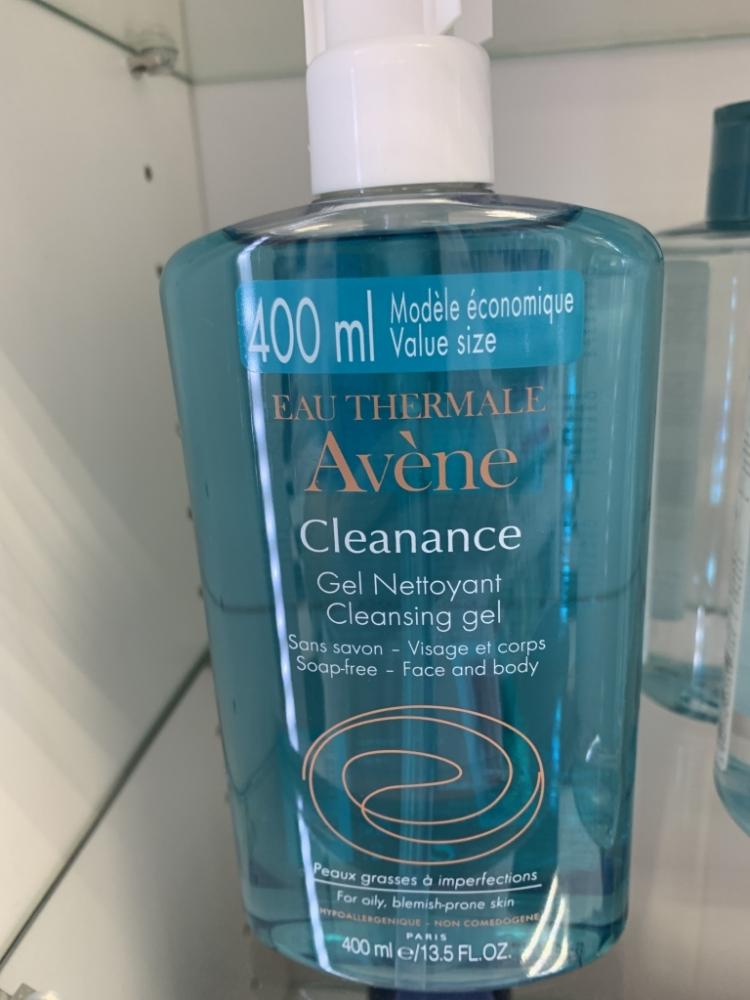 400 ml Modèle économique
Value size
EAU THERMALE
Avène
Cleanance
Gel Nettoyant
Cleansing gel
Sans savon – Visage et corps
Soap-free – Face and body
Peaux grasses à imperfections
For oily, blemish-prone skin
HYPOALLERGENIQUE - NON COMEDOGENE
PARIS
400 ml e/13.5 FL.OZ.